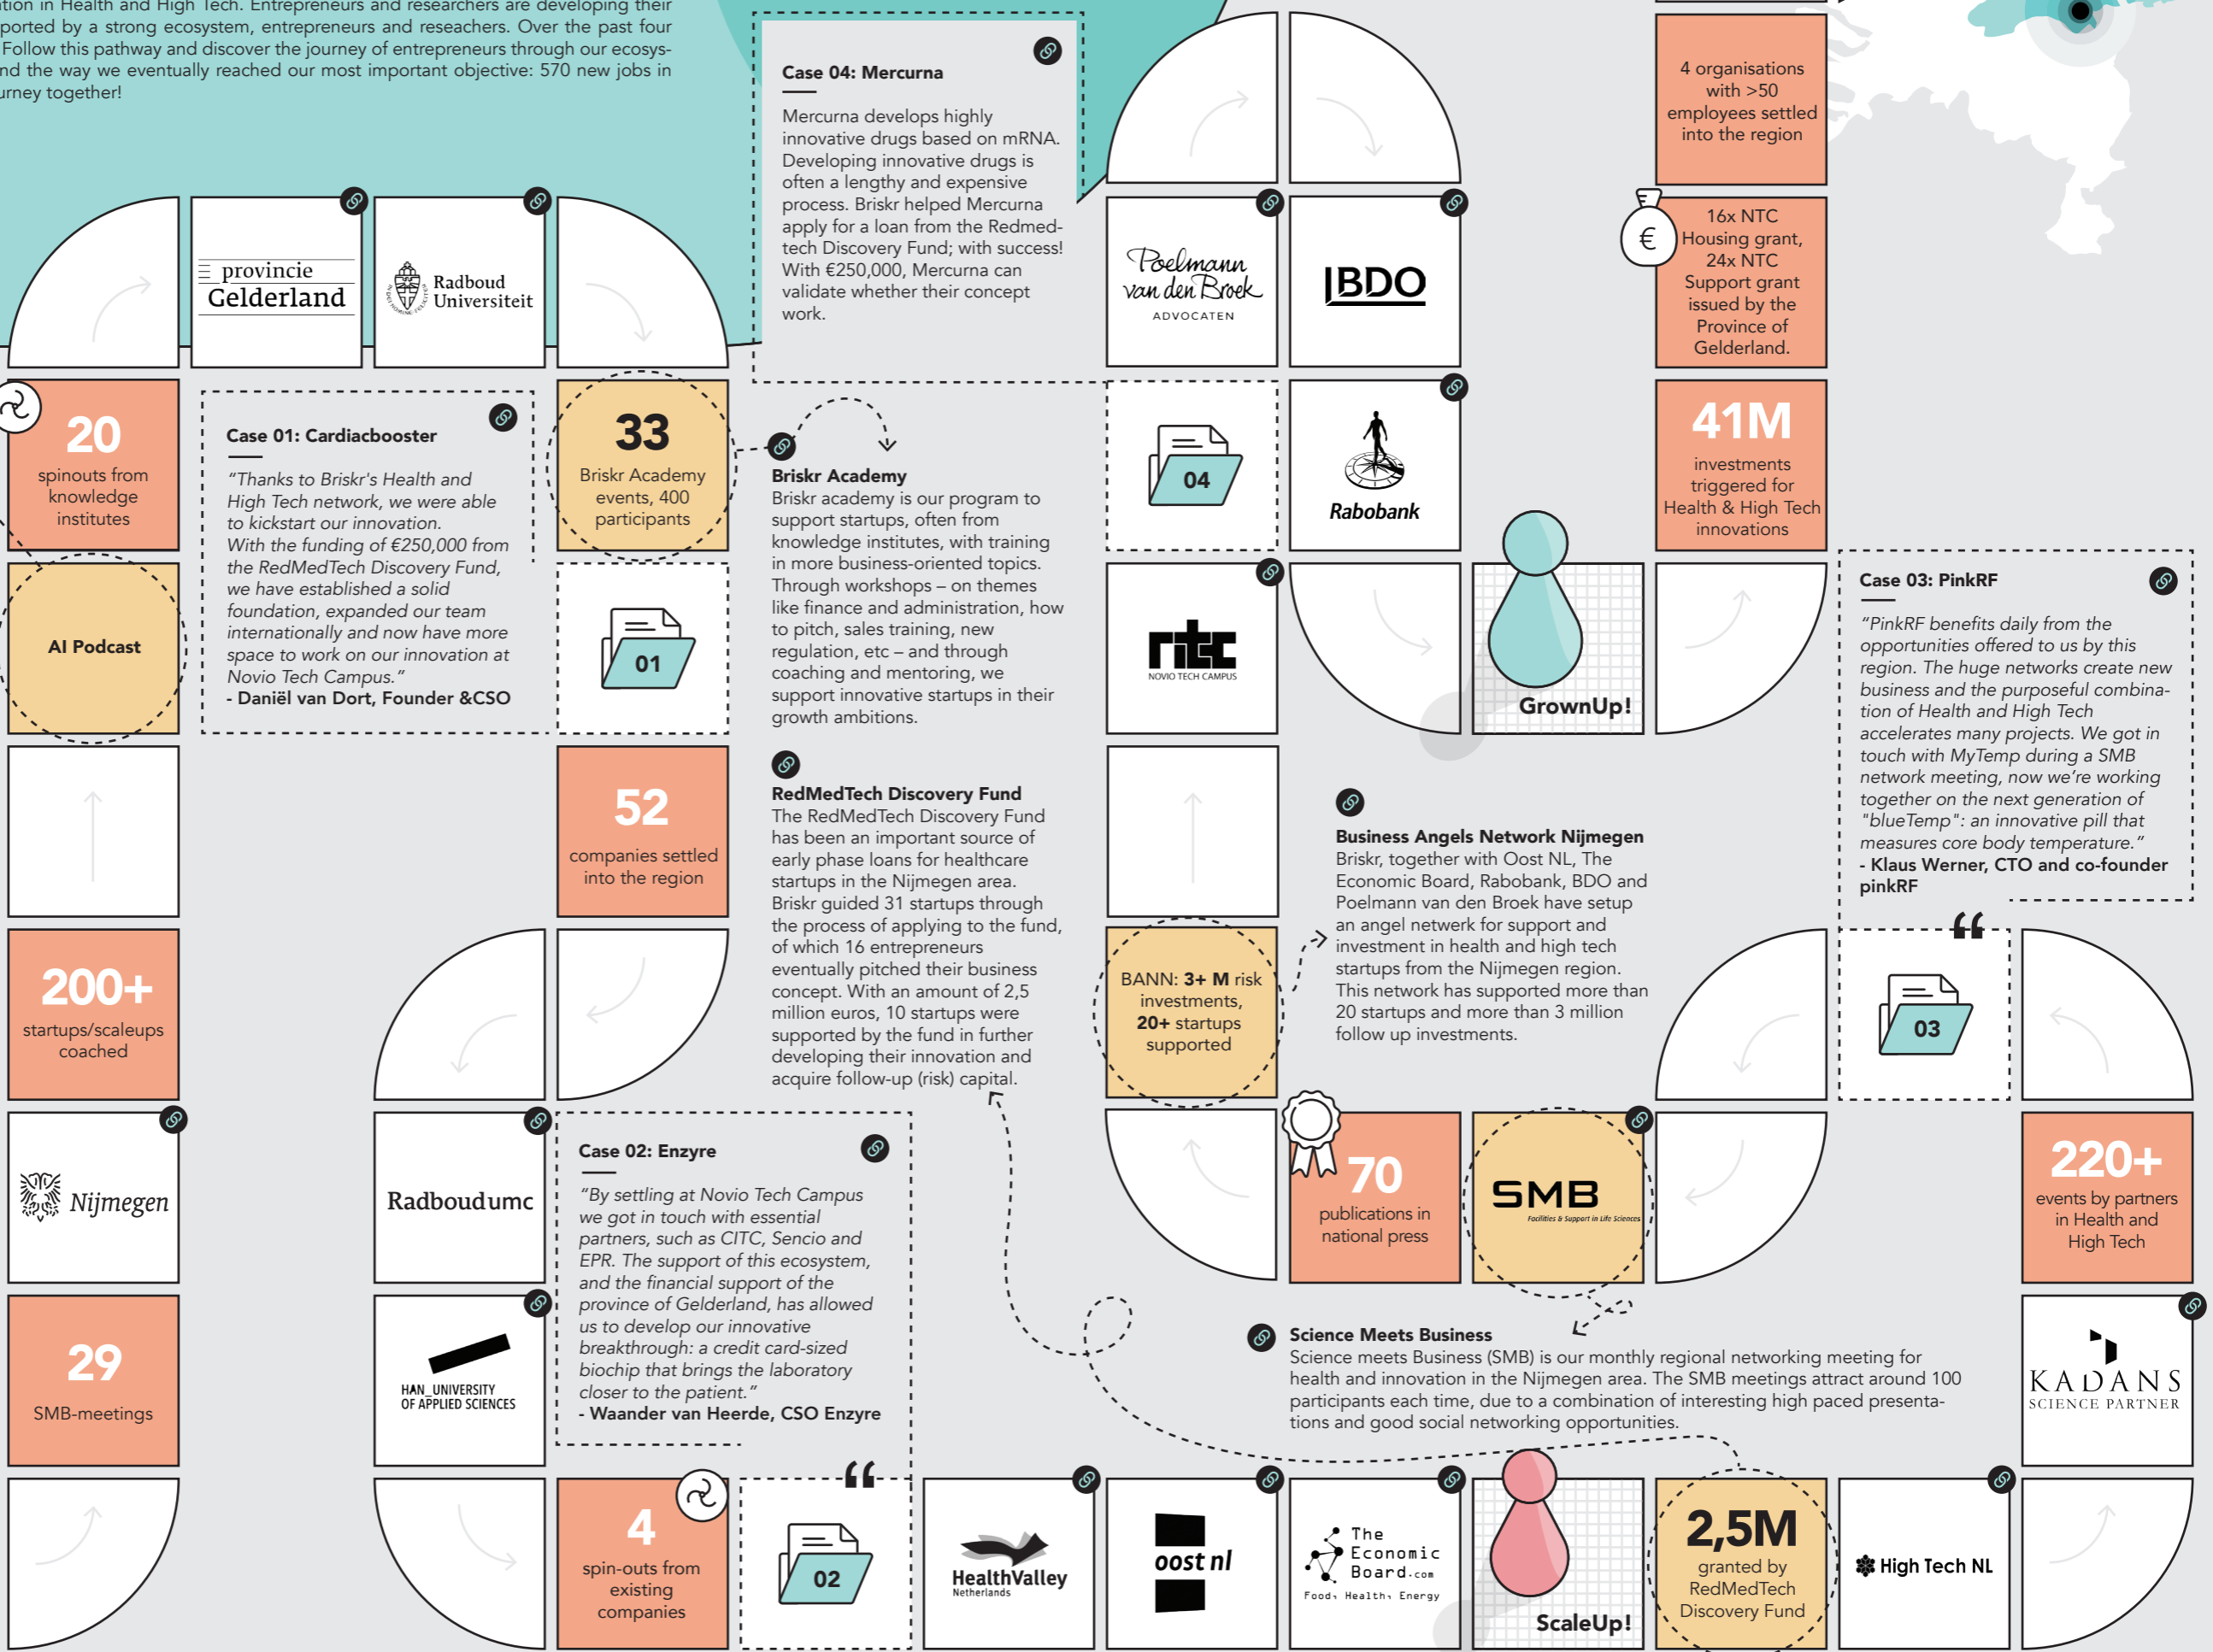 ation in Health and High Tech. Entrepreneurs and researchers are developing their
ported by a strong ecosystem, entrepreneurs and reseachers. Over the past four
Follow this pathway and discover the journey of entrepreneurs through our ecosys-
nd the way we eventually reached our most important objective: 570 new jobs in
urney together!
Case 04: Mercurna
Mercurna develops highly
innovative drugs based on mRNA.
Developing innovative drugs is
often a lengthy and expensive
process. Briskr helped Mercurna
apply for a loan from the Redmed-
tech Discovery Fund; with success!
With €250,000, Mercurna can
validate whether their concept
work.
4 organisations
with >50
employees settled
into the region
provincie
Gelderland
Radboud
Universiteit
Poelmann
van den Broek
ADVOCATEN
BDO
€
16x NTC
Housing grant,
24x NTC
Support grant
issued by the
Province of
Gelderland.
20
spinouts from
knowledge
institutes
Case 01: Cardiacbooster
“Thanks to Briskr's Health and
High Tech network, we were able
to kickstart our innovation.
With the funding of €250,000 from
the RedMedTech Discovery Fund,
we have established a solid
foundation, expanded our team
internationally and now have more
space to work on our innovation at
Novio Tech Campus.”
- Daniël van Dort, Founder &CSO
33
Briskr Academy
events, 400
participants
Briskr Academy
Briskr academy is our program to
support startups, often from
knowledge institutes, with training
in more business-oriented topics.
Through workshops – on themes
like finance and administration, how
to pitch, sales training, new
regulation, etc – and through
coaching and mentoring, we
support innovative startups in their
growth ambitions.
04
Rabobank
41M
investments
triggered for
Health & High Tech
innovations
AI Podcast
01
ntc
NOVIO TECH CAMPUS
GrownUp!
Case 03: PinkRF
“PinkRF benefits daily from the
opportunities offered to us by this
region. The huge networks create new
business and the purposeful combina-
tion of Health and High Tech
accelerates many projects. We got in
touch with MyTemp during a SMB
network meeting, now we’re working
together on the next generation of
"blueTemp": an innovative pill that
measures core body temperature.”
- Klaus Werner, CTO and co-founder
pinkRF
52
companies settled
into the region
RedMedTech Discovery Fund
The RedMedTech Discovery Fund
has been an important source of
early phase loans for healthcare
startups in the Nijmegen area.
Briskr guided 31 startups through
the process of applying to the fund,
of which 16 entrepreneurs
eventually pitched their business
concept. With an amount of 2,5
million euros, 10 startups were
supported by the fund in further
developing their innovation and
acquire follow-up (risk) capital.
Business Angels Network Nijmegen
Briskr, together with Oost NL, The
Economic Board, Rabobank, BDO and
Poelmann van den Broek have setup
an angel netwerk for support and
investment in health and high tech
startups from the Nijmegen region.
This network has supported more than
20 startups and more than 3 million
follow up investments.
200+
startups/scaleups
coached
BANN: 3+ M risk
investments,
20+ startups
supported
“
03
Nijmegen
Radboudumc
Case 02: Enzyre
“By settling at Novio Tech Campus
we got in touch with essential
partners, such as CITC, Sencio and
EPR. The support of this ecosystem,
and the financial support of the
province of Gelderland, has allowed
us to develop our innovative
breakthrough: a credit card-sized
biochip that brings the laboratory
closer to the patient.”
- Waander van Heerde, CSO Enzyre
70
publications in
national press
SMB
Facilities & Support in Life Sciences
220+
events by partners
in Health and
High Tech
29
SMB-meetings
HAN_UNIVERSITY
OF APPLIED SCIENCES
Science Meets Business
Science meets Business (SMB) is our monthly regional networking meeting for
health and innovation in the Nijmegen area. The SMB meetings attract around 100
participants each time, due to a combination of interesting high paced presenta-
tions and good social networking opportunities.
KADANS
SCIENCE PARTNER
4
spin-outs from
existing
companies
“
02
HealthValley
Netherlands
oost nl
The
Economic
Board.com
Food, Health, Energy
ScaleUp!
2,5M
granted by
RedMedTech
Discovery Fund
High Tech NL